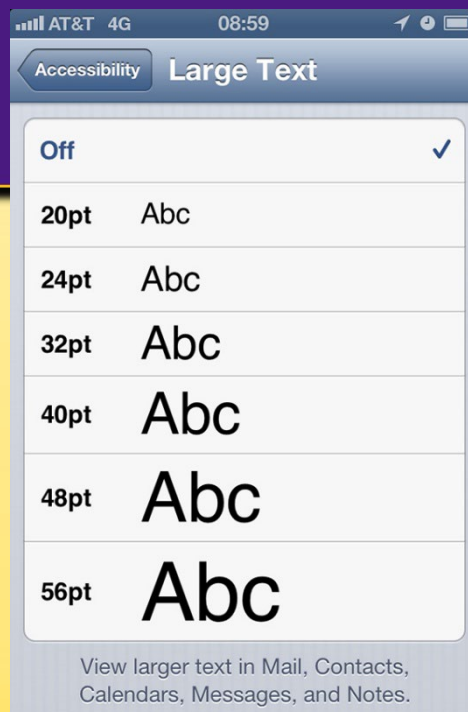 AT&T 4G 08:59
Accessibility Large Text
Off
20pt Abc
24pt Abc
32pt Abc
40pt Abc
48pt Abc
56pt Abc
View larger text in Mail, Contacts,
Calendars, Messages, and Notes.